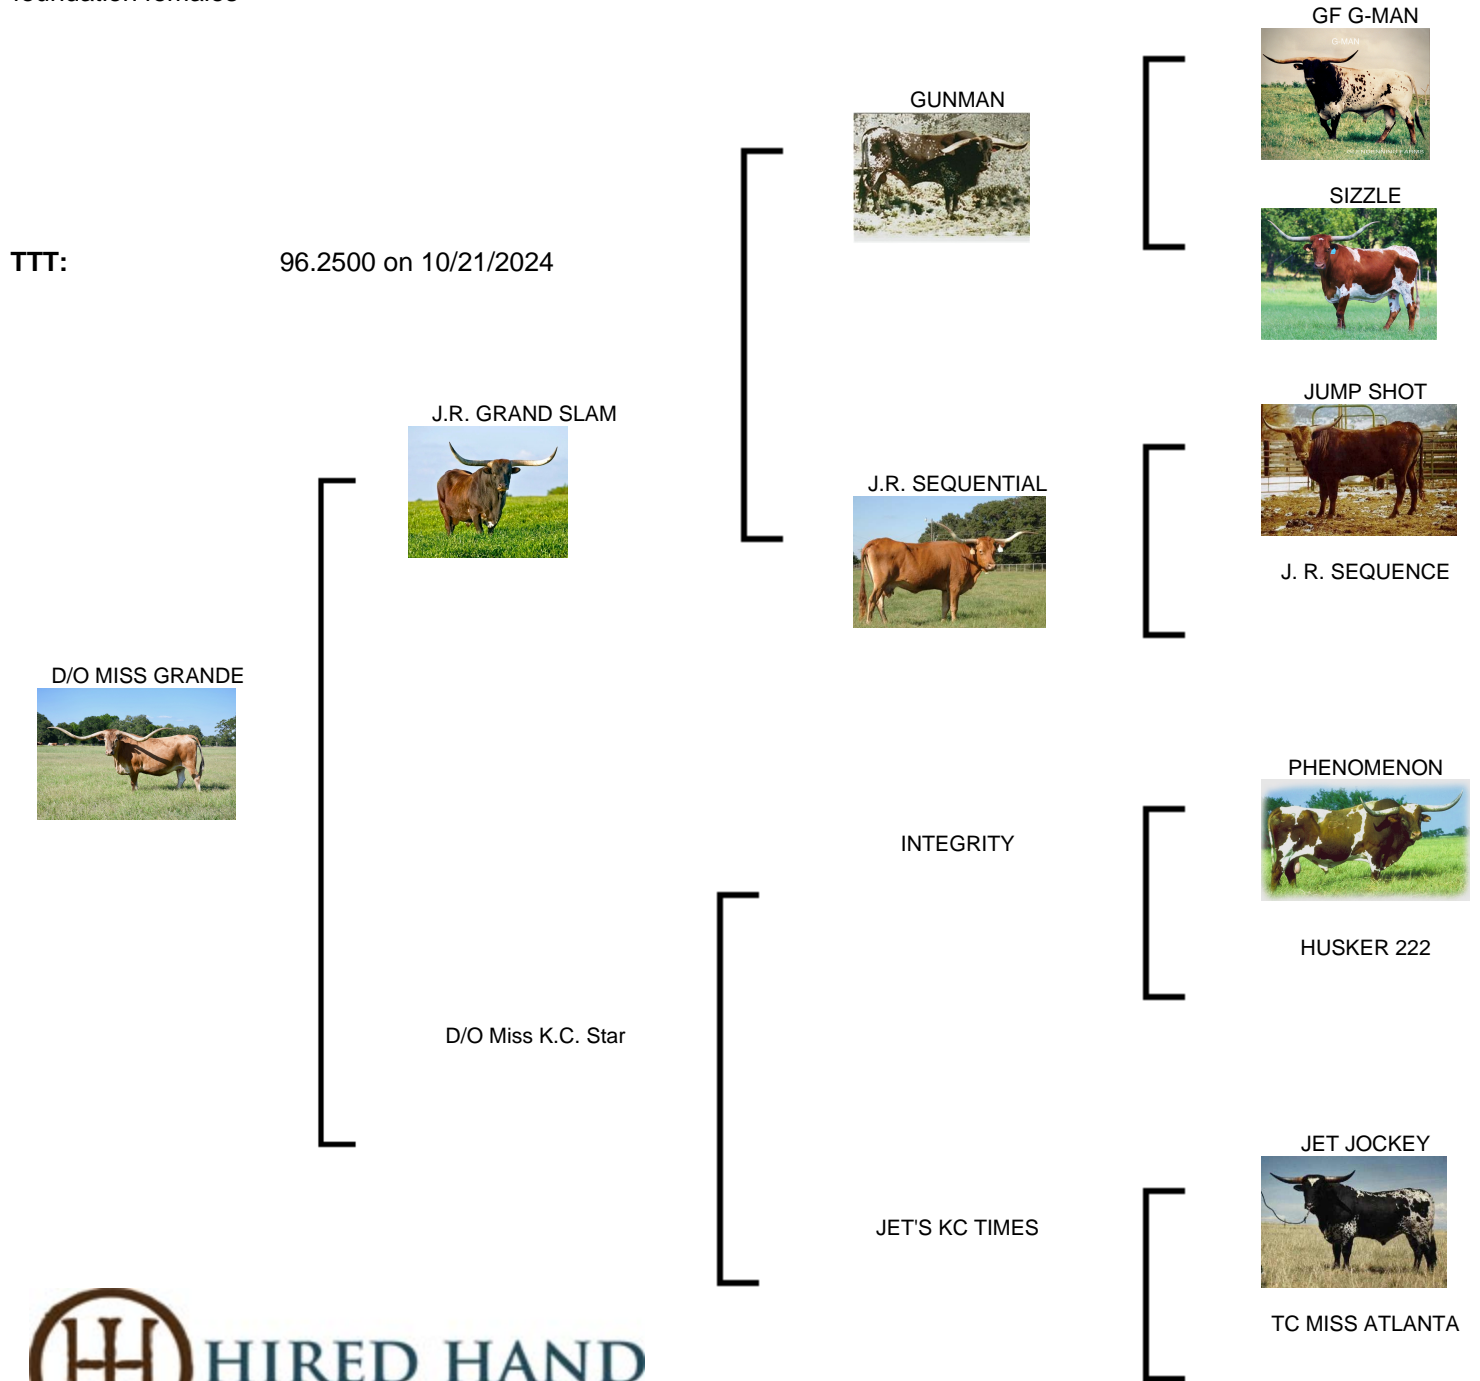 GF G-MAN
G-MAN
GUNMAN
SIZZLE
TTT: 96.2500 on 10/21/2024
JUMP SHOT
J.R. GRAND SLAM
J.R. SEQUENTIAL
J. R. SEQUENCE
D/O MISS GRANDE
PHENOMENON
INTEGRITY
HUSKER 222
D/O Miss K.C. Star
JET JOCKEY
JET'S KC TIMES
TC MISS ATLANTA
HIRED HAND